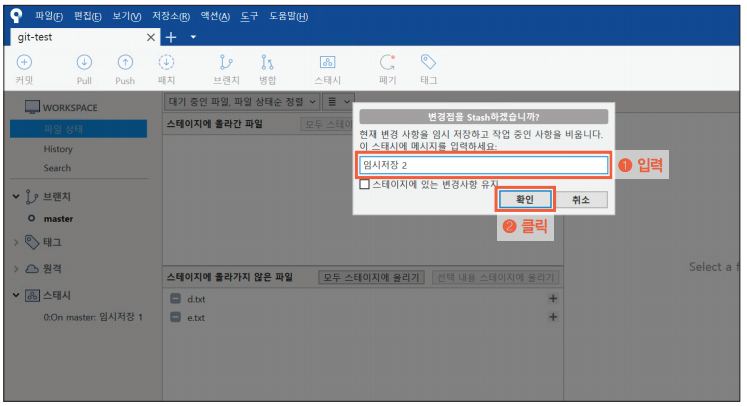 파일(F) 편집(E) 보기(V) 저장소(R) 액션(A) 도구 도움말(H)
git-test × + 
커밋 Pull Push 패치 브랜치 병합 스태시 폐기 태그
WORKSPACE
파일 상태
History
Search
브랜치
master
태그
원격
스태시
0:On master: 임시저장 1
대기 중인 파일, 파일 상태순 정렬
스테이지에 올라간 파일 모두 스테이
변경점을 Stash하겠습니까?
현재 변경 사항을 임시 저장하고 작업 중인 사항을 비웁니다.
이 스태시에 메시지를 입력하세요:
임시저장 2
❶ 입력
스테이지에 있는 변경사항 유지
확인 취소
❷ 클릭
Select a f
스테이지에 올라가지 않은 파일 모두 스테이지에 올리기 선택 내용 스테이지에 올리기
d.txt +
e.txt +